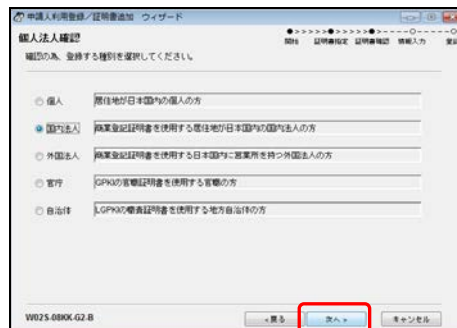 申請人利用登録／証明書追加　ウィザード
個人法人確認
●>>>>>●>>>>>●-----○-----○
開始　証明書指定　証明書確認　情報入力　登録
確認の為、登録する種別を選択してください。
個人　居住地が日本国内の個人の方
国内法人　商業登記証明書を使用する居住地が日本国内の国内法人の方
外国法人　商業登記証明書を使用する日本国内に営業所を持つ外国法人の方
官庁　GPKIの官職証明書を使用する官職の方
自治体　LGPKIの職責証明書を使用する地方自治体の方
W02S-08KK-G2-B
<戻る　次へ>　キャンセル